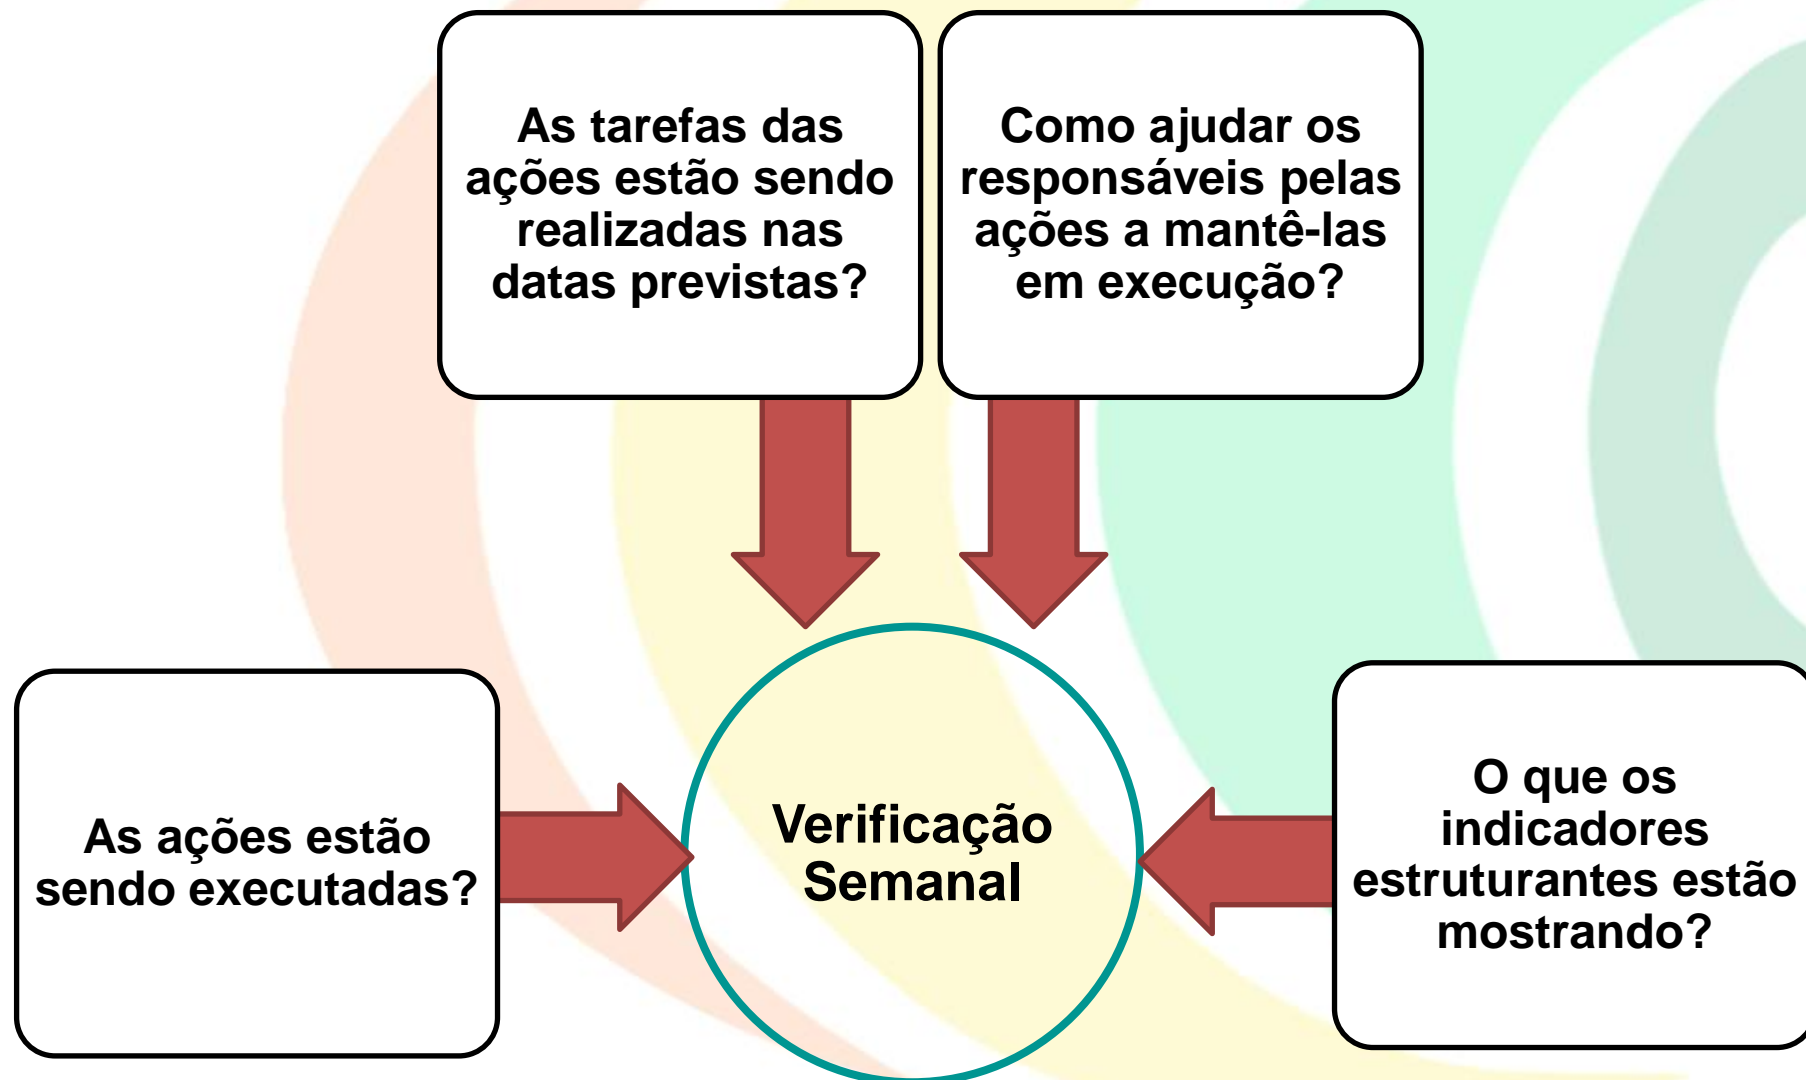 As tarefas das
ações estão sendo
realizadas nas
datas previstas?
Como ajudar os
responsáveis pelas
ações a mantê-las
em execução?
As ações estão
sendo executadas?
Verificação
Semanal
O que os
indicadores
estruturantes estão
mostrando?